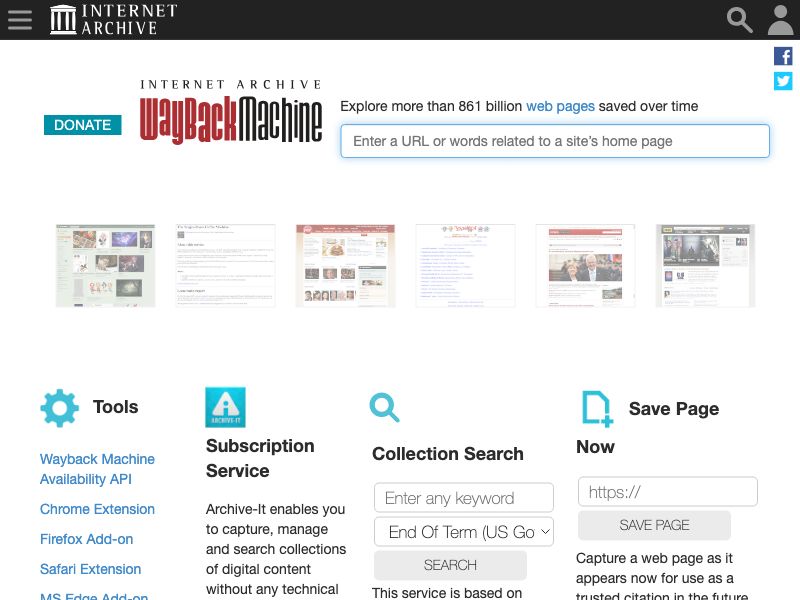 INTERNET
ARCHIVE
INTERNET ARCHIVE
WayBackMachine
DONATE
Explore more than 861 billion web pages saved over time
Enter a URL or words related to a site's home page
Tools
Wayback Machine
Availability API
Chrome Extension
Firefox Add-on
Safari Extension
MS Edge Add-on
ARCHIVE-IT
Subscription
Service
Archive-It enables you
to capture, manage
and search collections
of digital content
without any technical
Collection Search
Enter any keyword
End Of Term (US Go
SEARCH
This service is based on
Save Page
Now
https://
SAVE PAGE
Capture a web page as it
appears now for use as a
trusted citation in the future